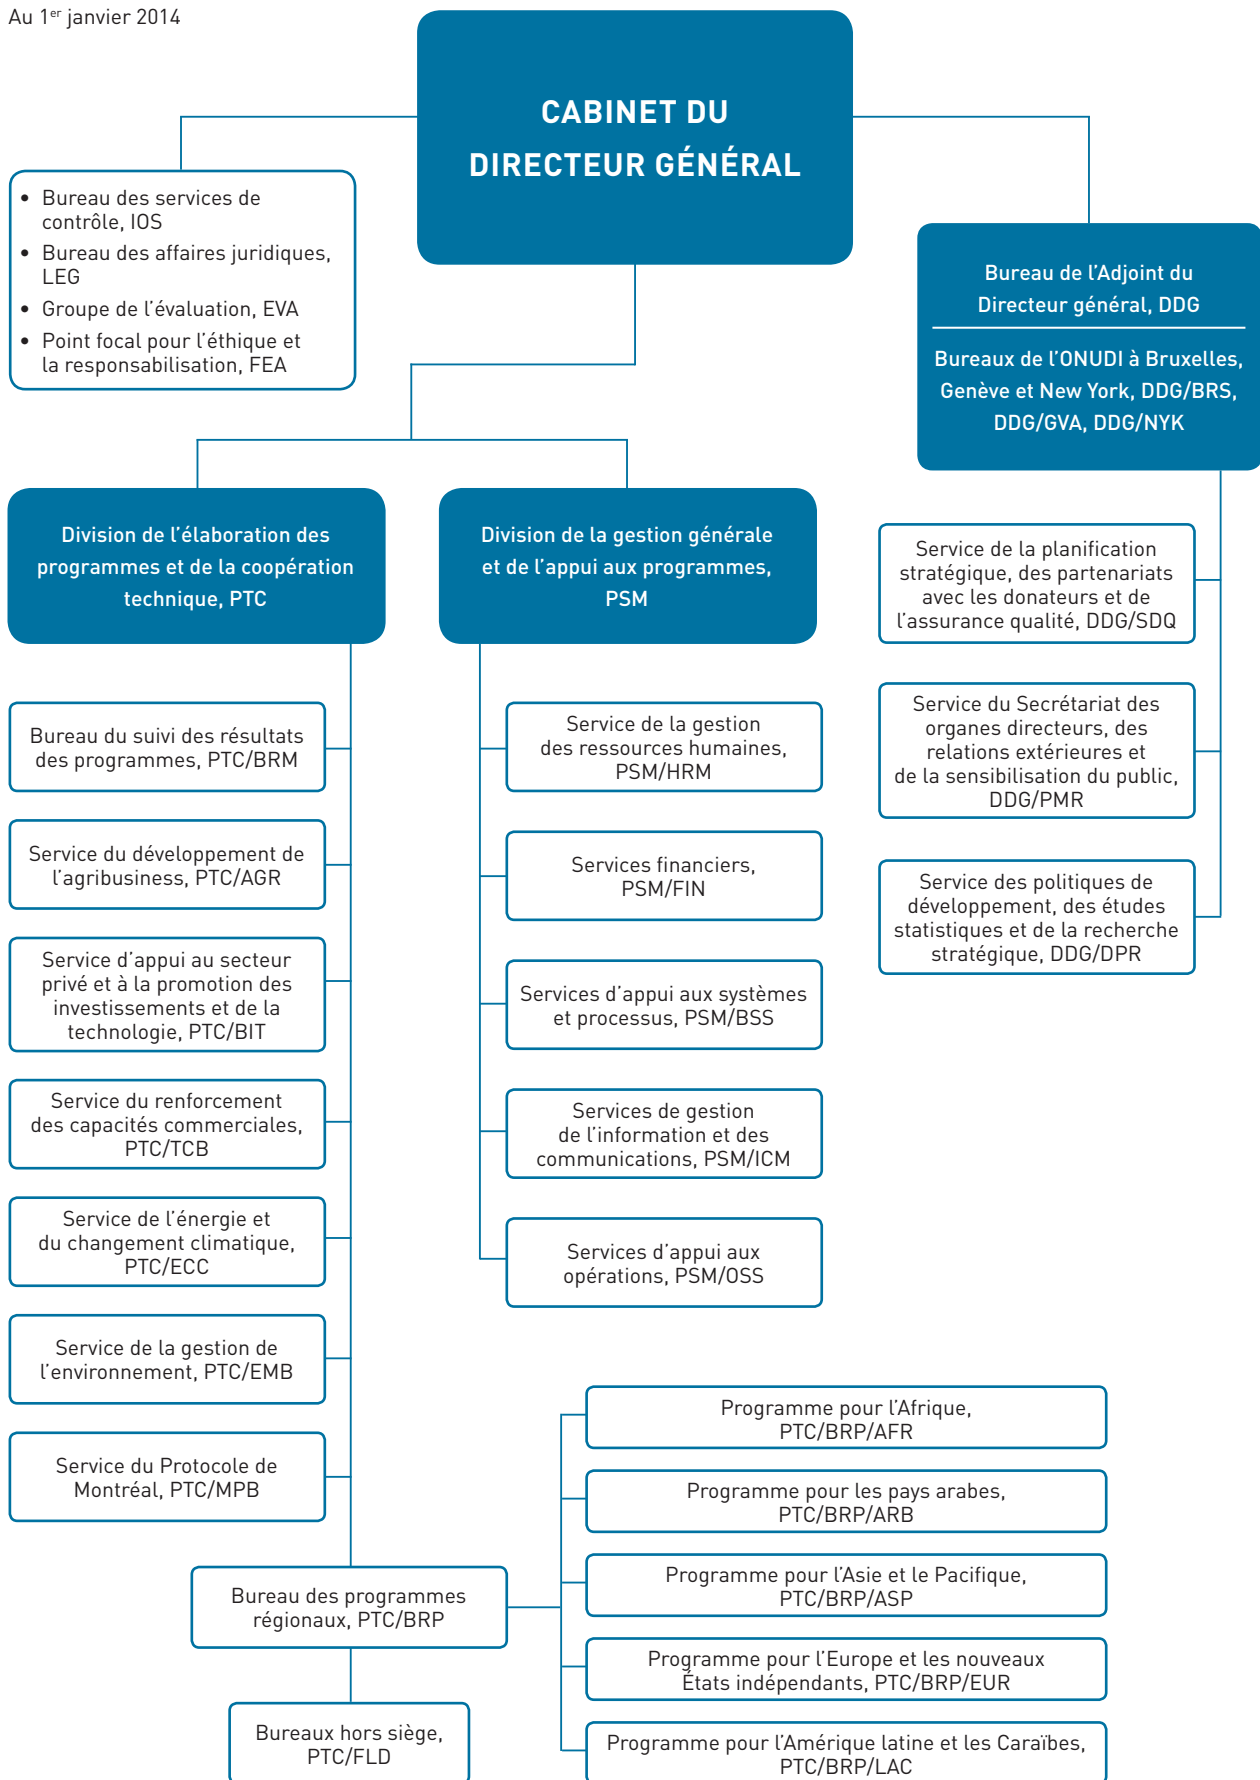 Au 1er janvier 2014
CABINET DU
DIRECTEUR GÉNÉRAL
• Bureau des services de
contrôle, IOS
• Bureau des affaires juridiques,
LEG
• Groupe de l’évaluation, EVA
• Point focal pour l’éthique et
la responsabilisation, FEA
Bureau de l’Adjoint du
Directeur général, DDG
Bureaux de l’ONUDI à Bruxelles,
Genève et New York, DDG/BRS,
DDG/GVA, DDG/NYK
Division de l’élaboration des
programmes et de la coopération
technique, PTC
Division de la gestion générale
et de l’appui aux programmes,
PSM
Service de la planification
stratégique, des partenariats
avec les donateurs et de
l’assurance qualité, DDG/SDQ
Service du Secrétariat des
organes directeurs, des
relations extérieures et
de la sensibilisation du public,
DDG/PMR
Service des politiques de
développement, des études
statistiques et de la recherche
stratégique, DDG/DPR
Bureau du suivi des résultats
des programmes, PTC/BRM
Service du développement de
l’agribusiness, PTC/AGR
Service d’appui au secteur
privé et à la promotion des
investissements et de la
technologie, PTC/BIT
Service du renforcement
des capacités commerciales,
PTC/TCB
Service de l’énergie et
du changement climatique,
PTC/ECC
Service de la gestion de
l’environnement, PTC/EMB
Service du Protocole de
Montréal, PTC/MPB
Service de la gestion
des ressources humaines,
PSM/HRM
Services financiers,
PSM/FIN
Services d’appui aux systèmes
et processus, PSM/BSS
Services de gestion
de l’information et des
communications, PSM/ICM
Services d’appui aux
opérations, PSM/OSS
Bureau des programmes
régionaux, PTC/BRP
Bureaux hors siège,
PTC/FLD
Programme pour l’Afrique,
PTC/BRP/AFR
Programme pour les pays arabes,
PTC/BRP/ARB
Programme pour l’Asie et le Pacifique,
PTC/BRP/ASP
Programme pour l’Europe et les nouveaux
États indépendants, PTC/BRP/EUR
Programme pour l’Amérique latine et les Caraïbes,
PTC/BRP/LAC